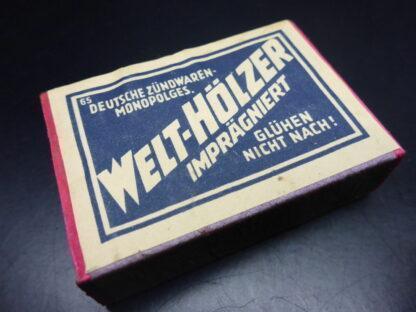 65
DEUTSCHE ZÜNDWAREN-
MONOPOLGES.
WELT-HÖLZER
IMPRÄGNIERT
GLÜHEN
NICHT NACH!